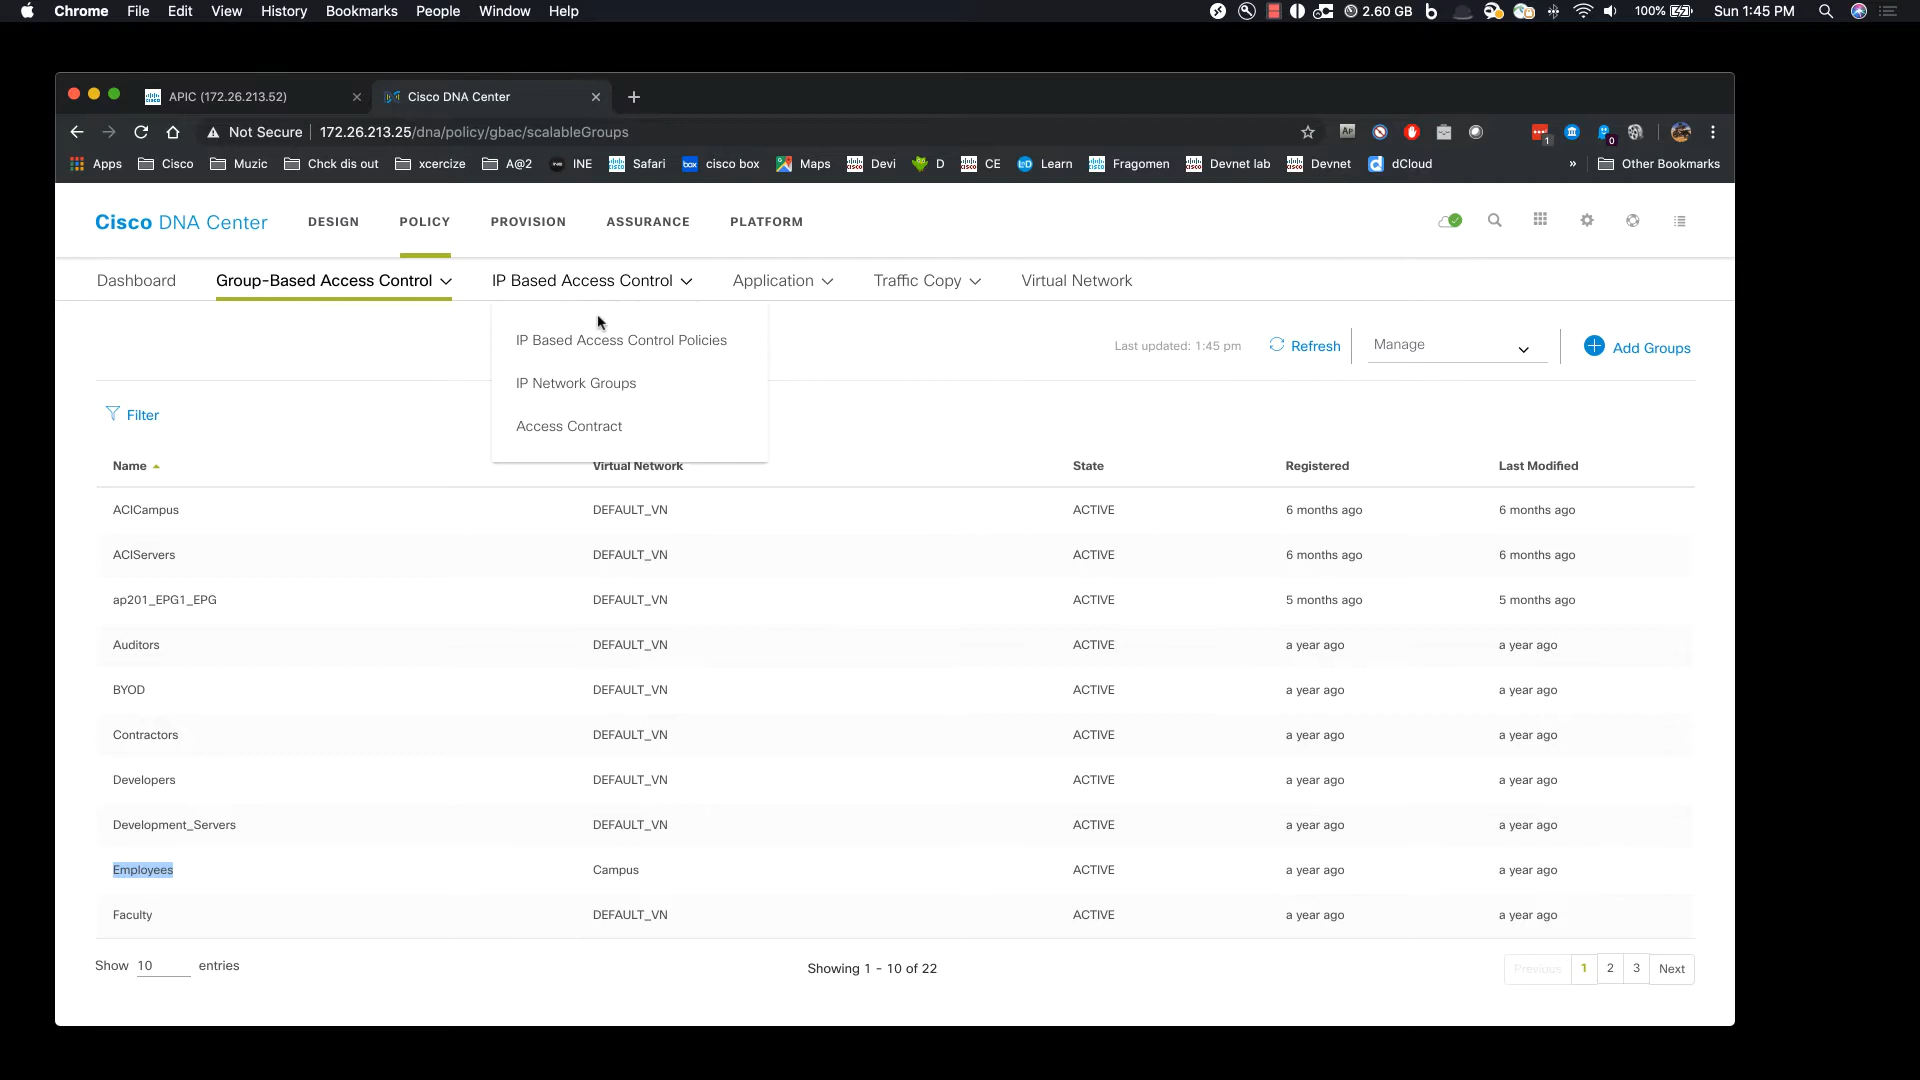 Chrome File Edit View History Bookmarks People Window Help 2.60 GB 100% Sun 1:45 PM
APIC (172.26.213.52) Cisco DNA Center
Not Secure 172.26.213.25/dna/policy/gbac/scalableGroups
Apps Cisco Muzic Chck dis out xcercize A@2 INE Safari cisco box Maps Devi D CE Learn Fragomen Devnet lab Devnet dCloud » Other Bookmarks
Cisco DNA Center DESIGN POLICY PROVISION ASSURANCE PLATFORM
Dashboard Group-Based Access Control IP Based Access Control Application Traffic Copy Virtual Network
IP Based Access Control Policies
IP Network Groups
Access Contract
Last updated: 1:45 pm Refresh Manage Add Groups
Filter
Name Virtual Network State Registered Last Modified
ACICampus DEFAULT_VN ACTIVE 6 months ago 6 months ago
ACIServers DEFAULT_VN ACTIVE 6 months ago 6 months ago
ap201_EPG1_EPG DEFAULT_VN ACTIVE 5 months ago 5 months ago
Auditors DEFAULT_VN ACTIVE a year ago a year ago
BYOD DEFAULT_VN ACTIVE a year ago a year ago
Contractors DEFAULT_VN ACTIVE a year ago a year ago
Developers DEFAULT_VN ACTIVE a year ago a year ago
Development_Servers DEFAULT_VN ACTIVE a year ago a year ago
Employees Campus ACTIVE a year ago a year ago
Faculty DEFAULT_VN ACTIVE a year ago a year ago
Show 10 entries Showing 1 - 10 of 22 Previous 1 2 3 Next